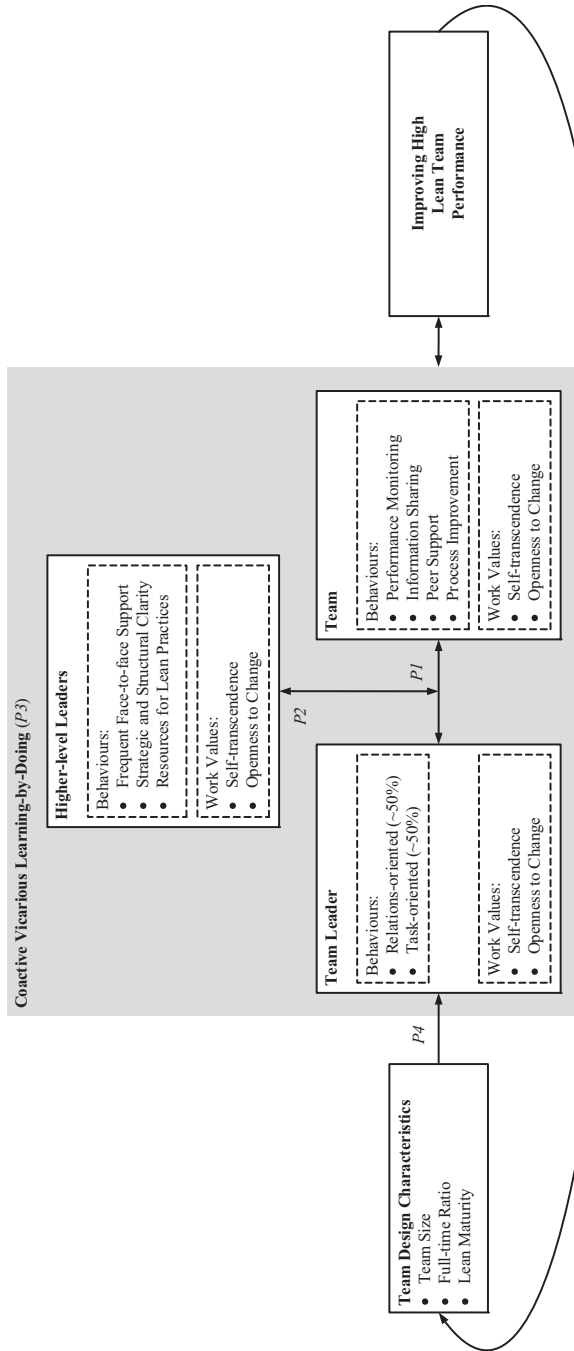 Coactive Vicarious Learning-by-Doing (P3)
Higher-level Leaders
Behaviours:
● Frequent Face-to-face Support
● Strategic and Structural Clarity
● Resources for Lean Practices
Work Values:
● Self-transcendence
● Openness to Change
P2
Team Design Characteristics
● Team Size
● Full-time Ratio
● Lean Maturity
P4
Team Leader
Behaviours:
● Relations-oriented (~50%)
● Task-oriented (~50%)
Work Values:
● Self-transcendence
● Openness to Change
P1
Team
Behaviours:
● Performance Monitoring
● Information Sharing
● Peer Support
● Process Improvement
Work Values:
● Self-transcendence
● Openness to Change
Improving High
Lean Team
Performance